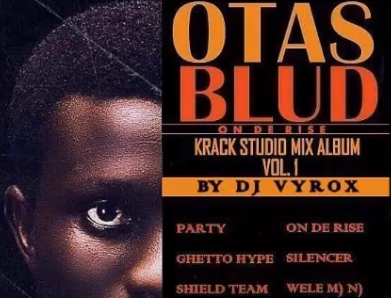 OTAS
BLUD
ON DE RISE
KRACK STUDIO MIX ALBUM
VOL. 1
BY DJ VYROX
PARTY
ON DE RISE
GHETTO HYPE
SILENCER
SHIELD TEAM
WELE M) N)